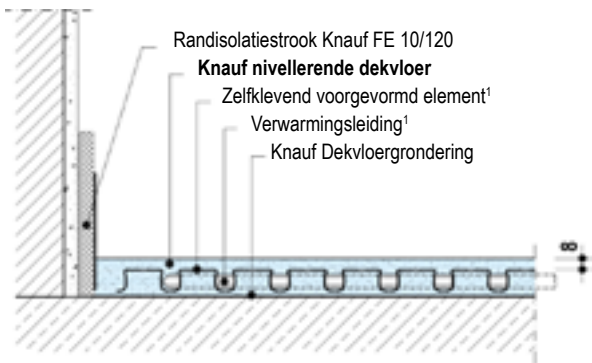 Randisolatiestrook Knauf FE 10/120
Knauf nivellerende dekvloer
Zelfklevend voorgevormd element¹
Verwarmingsleiding¹
Knauf Dekvloergrondering
8